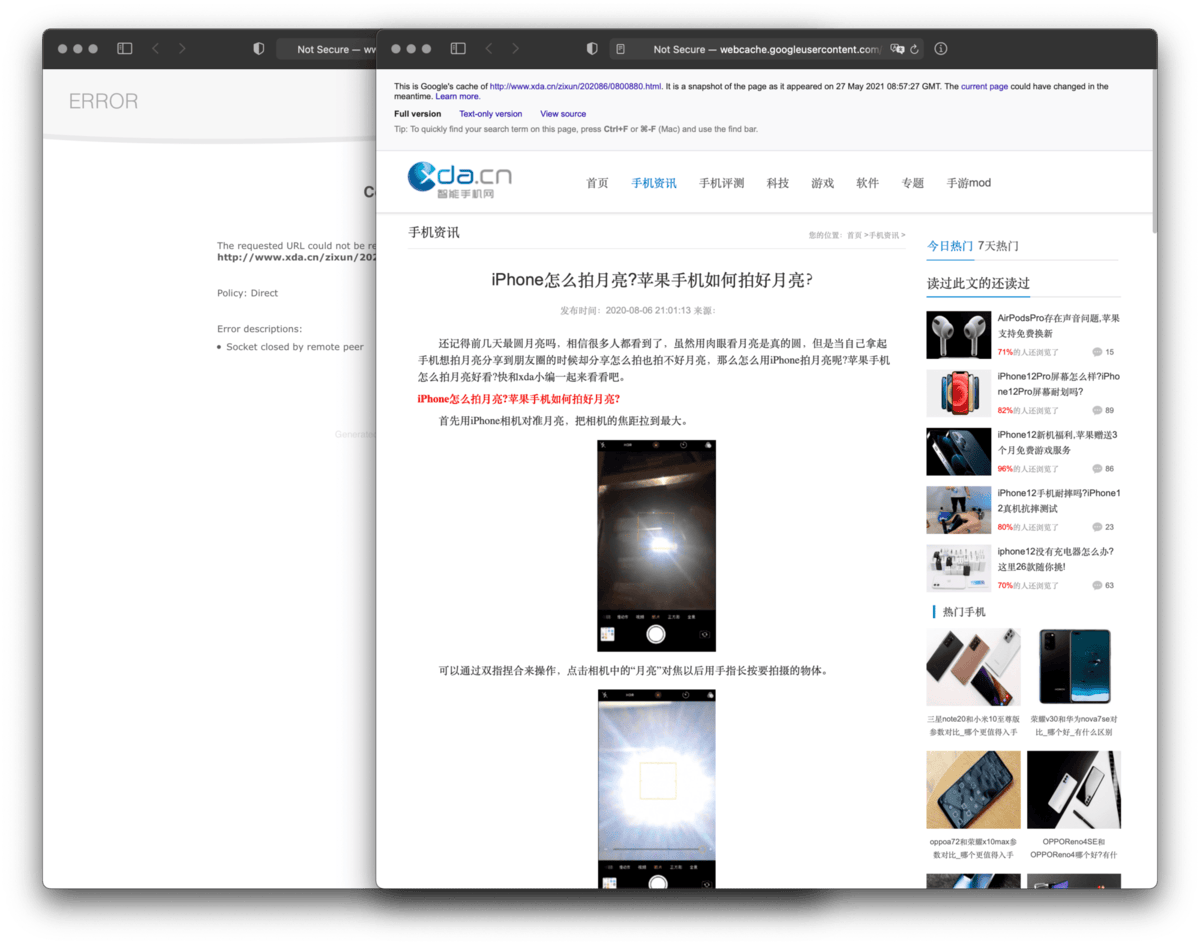 Not Secure — ww
ERROR
The requested URL could not be re
http://www.xda.cn/zixun/202
Policy: Direct
Error descriptions:
Socket closed by remote peer
Not Secure — webcache.googleusercontent.com/
This is Google's cache of http://www.xda.cn/zixun/202086/0800880.html. It is a snapshot of the page as it appeared on 27 May 2021 08:57:27 GMT. The current page could have changed in the
meantime. Learn more.
Full version Text-only version View source
Tip: To quickly find your search term on this page, press Ctrl+F or ⌘-F (Mac) and use the find bar.
xda.cn
智能手机网
首页 手机资讯 手机评测 科技 游戏 软件 专题 手游mod
手机资讯
您的位置：首页 >手机资讯 >
iPhone怎么拍月亮?苹果手机如何拍好月亮?
发布时间：2020-08-06 21:01:13 来源：
还记得前几天最圆月亮吗，相信很多人都看到了，虽然用肉眼看月亮是真的圆，但是当自己拿起
手机想拍月亮分享到朋友圈的时候却分享怎么拍也拍不好月亮，那么怎么用iPhone拍月亮呢?苹果手机
怎么拍月亮好看?快和xda小编一起来看看吧。
iPhone怎么拍月亮?苹果手机如何拍好月亮?
首先用iPhone相机对准月亮，把相机的焦距拉到最大。
可以通过双指捏合来操作，点击相机中的“月亮”对焦以后用手指长按要拍摄的物体。
今日热门 7天热门
读过此文的还读过
AirPodsPro存在声音问题,苹果
支持免费换新
71%的人还浏览了 15
iPhone12Pro屏幕怎么样?iPho
ne12Pro屏幕耐划吗?
82%的人还浏览了 89
iPhone12新机福利,苹果赠送3
个月免费游戏服务
96%的人还浏览了 86
iPhone12手机耐摔吗?iPhone1
2真机抗摔测试
80%的人还浏览了 23
iphone12没有充电器怎么办?
这里26款随你挑!
70%的人还浏览了 63
热门手机
三星note20和小米10至尊版
参数对比_哪个更值得入手
荣耀v30和华为nova7se对
比_哪个好_有什么区别
oppoa72和荣耀x10max参
数对比_哪个更值得入手
OPPOReno4SE和
OPPOReno4哪个好?有什